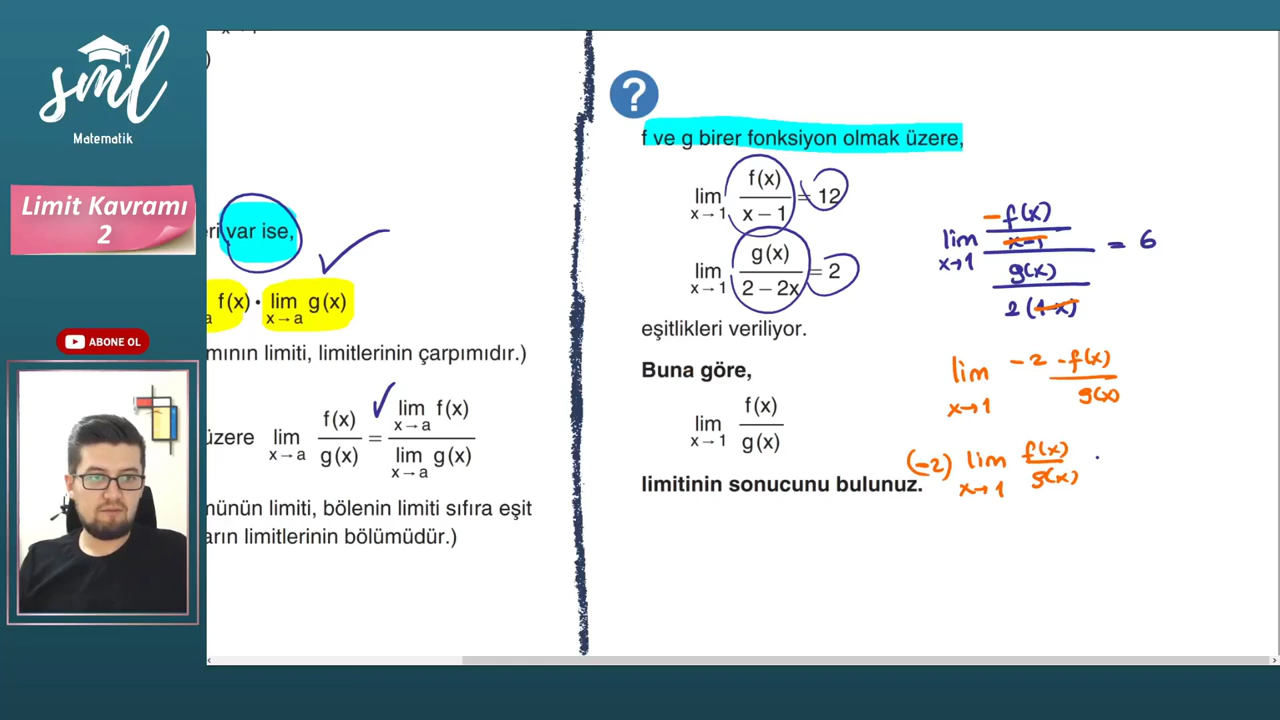 sml
Matematik
Limit Kavramı
2
ABONE OL
)
eri var ise,
f(x) · lim g(x)
a x→a
mının limiti, limitlerinin çarpımıdır.)
üzere lim f(x)/g(x) = lim f(x) / lim g(x)
x→a x→a x→a
münün limiti, bölenin limiti sıfıra eşit
arın limitlerinin bölümüdür.)
?
f ve g birer fonksiyon olmak üzere,
lim f(x)/(x – 1) = 12
x→1
lim g(x)/(2 – 2x) = 2
x→1
eşitlikleri veriliyor.
Buna göre,
lim f(x)/g(x)
x→1
limitinin sonucunu bulunuz.
lim (-f(x)/(x-1)) / (g(x)/(2(1-x))) = 6
x→1
lim -2 · f(x)/g(x)
x→1
(-2) lim f(x)/g(x)
x→1